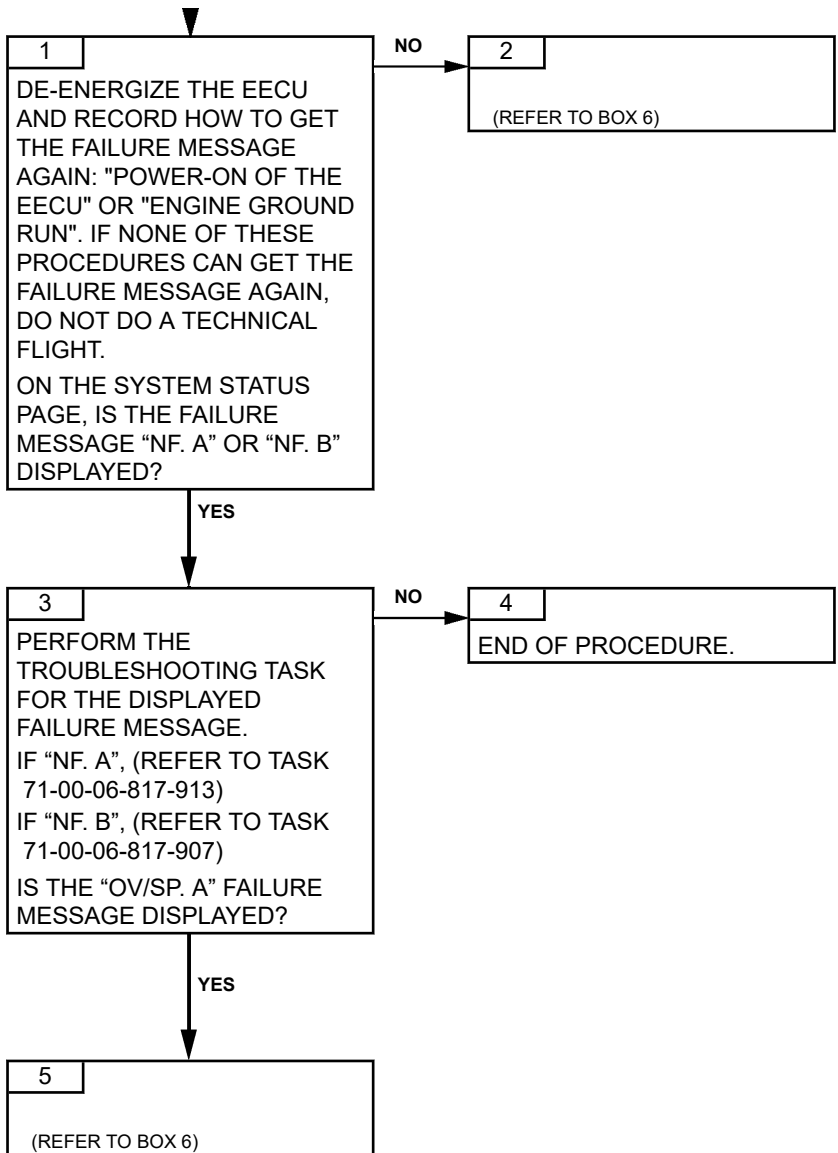 1
DE-ENERGIZE THE EECU
AND RECORD HOW TO GET
THE FAILURE MESSAGE
AGAIN: "POWER-ON OF THE
EECU" OR "ENGINE GROUND
RUN". IF NONE OF THESE
PROCEDURES CAN GET THE
FAILURE MESSAGE AGAIN,
DO NOT DO A TECHNICAL
FLIGHT.
ON THE SYSTEM STATUS
PAGE, IS THE FAILURE
MESSAGE “NF. A” OR “NF. B”
DISPLAYED?
NO
2
(REFER TO BOX 6)
YES
3
PERFORM THE
TROUBLESHOOTING TASK
FOR THE DISPLAYED
FAILURE MESSAGE.
IF “NF. A”, (REFER TO TASK
71-00-06-817-913)
IF “NF. B”, (REFER TO TASK
71-00-06-817-907)
IS THE “OV/SP. A” FAILURE
MESSAGE DISPLAYED?
NO
4
END OF PROCEDURE.
YES
5
(REFER TO BOX 6)